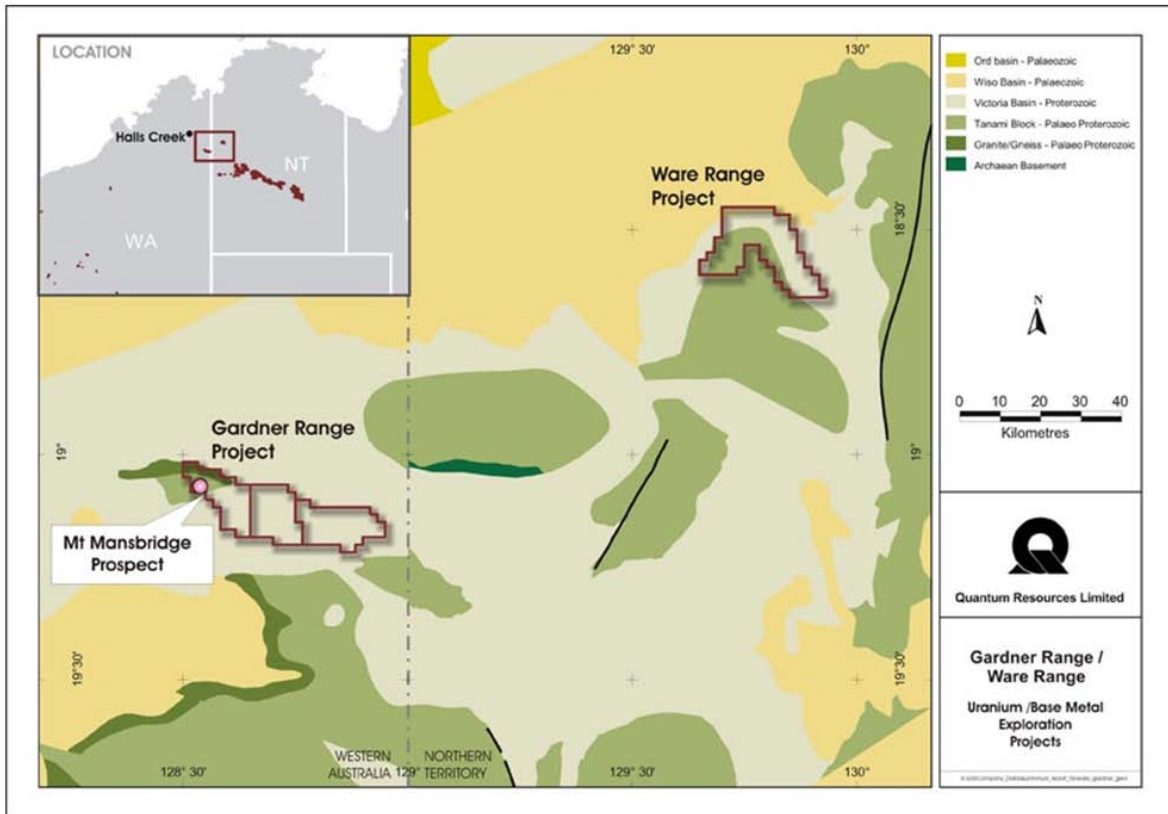 LOCATION
Halls Creek
NT
WA
129° 30'
130°
18°30'
Ware Range
Project
Gardner Range
Project
19°
19°
Mt Mansbridge
Prospect
19°30'
19°30'
WESTERN
AUSTRALIA
NORTHERN
TERRITORY
128° 30'
129°
129° 30'
130°
Ord basin - Palaeozoic
Wiso Basin - Palaeozoic
Victoria Basin - Proterozoic
Tanami Block - Palaeo Proterozoic
Granite/Gneiss - Palaeo Proterozoic
Archaean Basement
N
0 10 20 30 40
Kilometres
Quantum Resources Limited
Gardner Range /
Ware Range
Uranium /Base Metal
Exploration
Projects